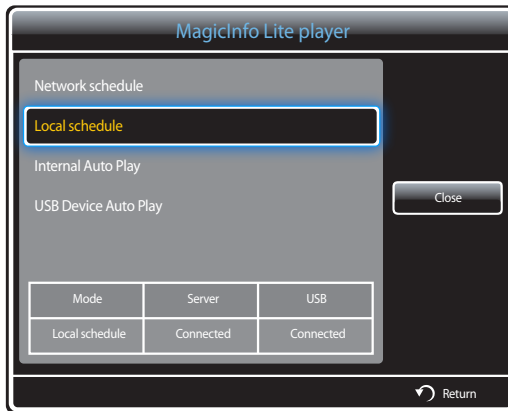 MagicInfo Lite player
Network schedule
Local schedule
Internal Auto Play
USB Device Auto Play
Close
Mode Server USB
Local schedule Connected Connected
Return